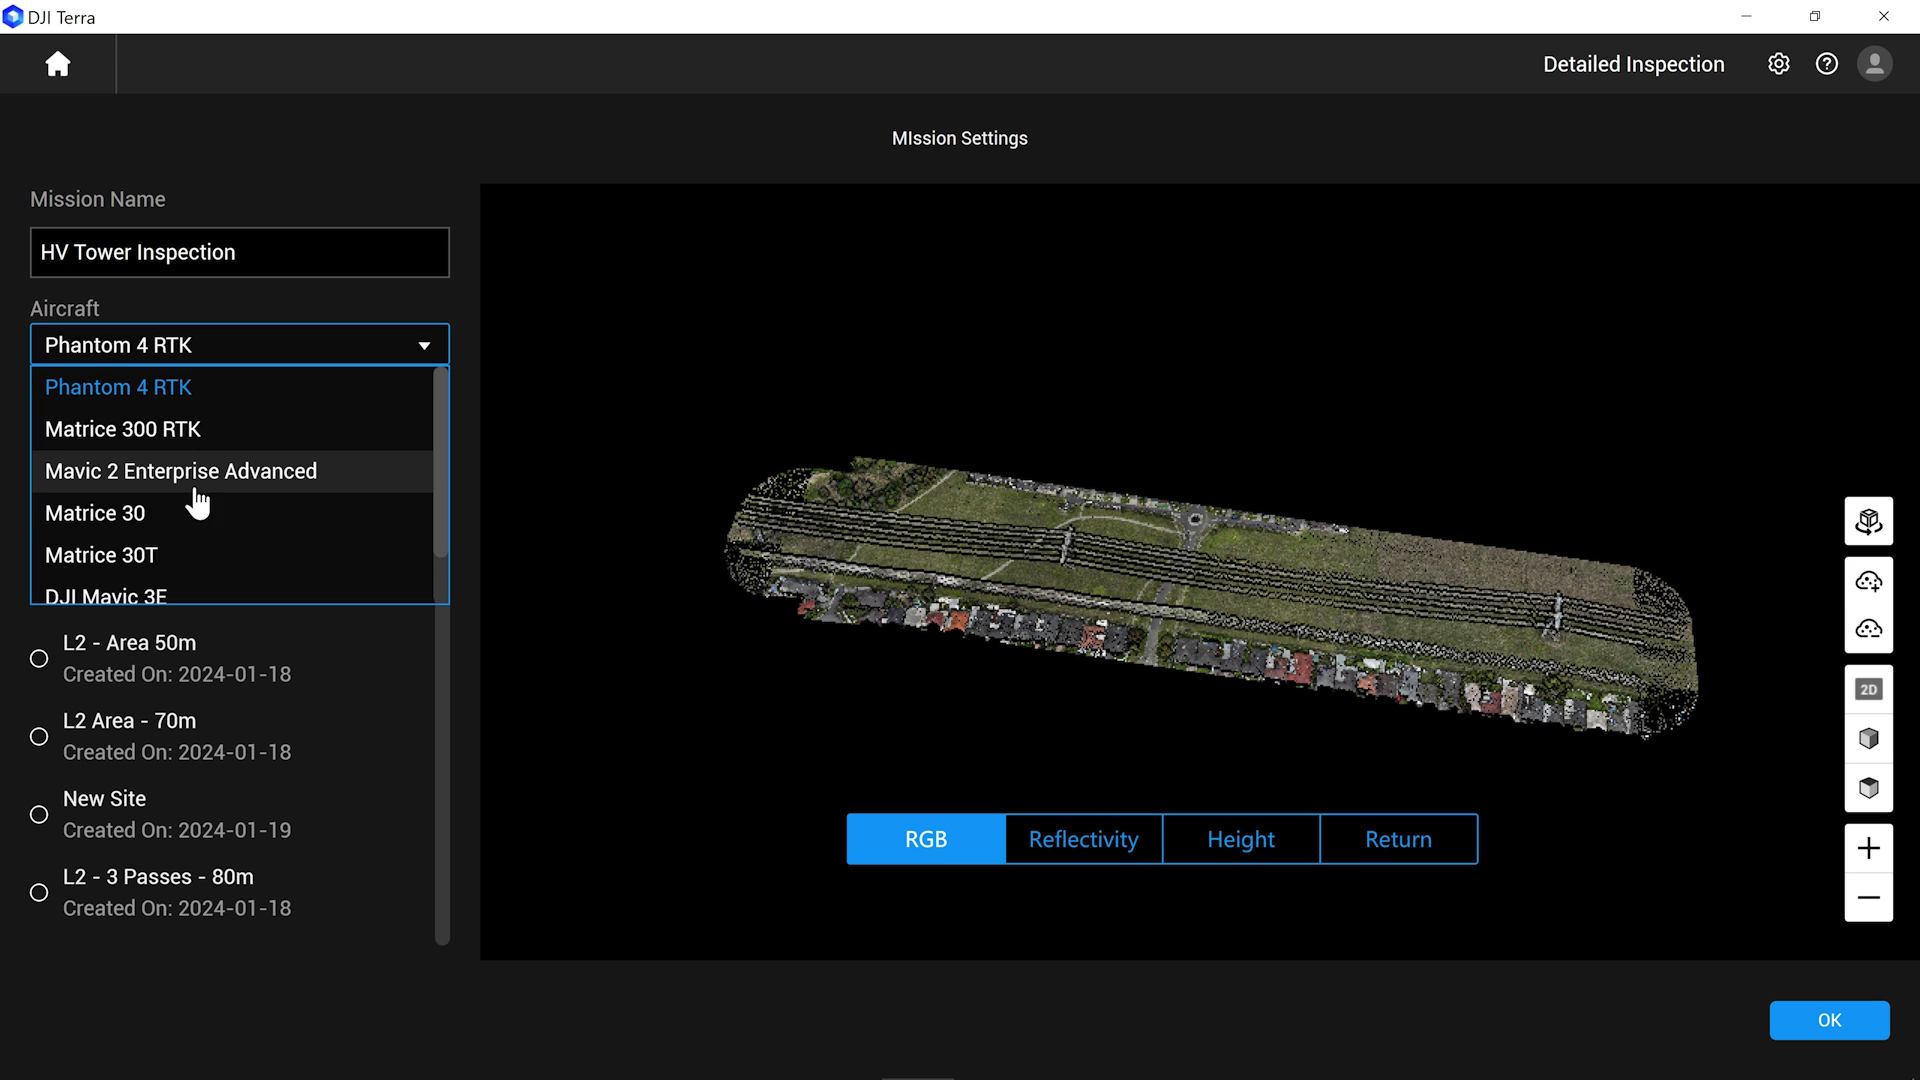 DJI Terra
Detailed Inspection
MIssion Settings
Mission Name
HV Tower Inspection
Aircraft
Phantom 4 RTK
Phantom 4 RTK
Matrice 300 RTK
Mavic 2 Enterprise Advanced
Matrice 30
Matrice 30T
DJI Mavic 3E
L2 - Area 50m
Created On: 2024-01-18
L2 Area - 70m
Created On: 2024-01-18
New Site
Created On: 2024-01-19
L2 - 3 Passes - 80m
Created On: 2024-01-18
RGB
Reflectivity
Height
Return
2D
OK